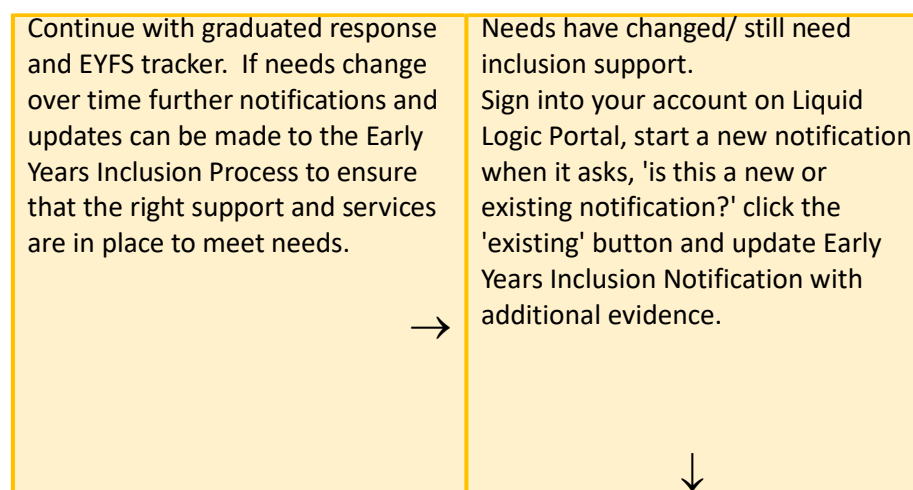 Continue with graduated response
and EYFS tracker.  If needs change
over time further notifications and
updates can be made to the Early
Years Inclusion Process to ensure
that the right support and services
are in place to meet needs.
→
Needs have changed/ still need
inclusion support.
Sign into your account on Liquid
Logic Portal, start a new notification
when it asks, 'is this a new or
existing notification?' click the
'existing' button and update Early
Years Inclusion Notification with
additional evidence.
↓